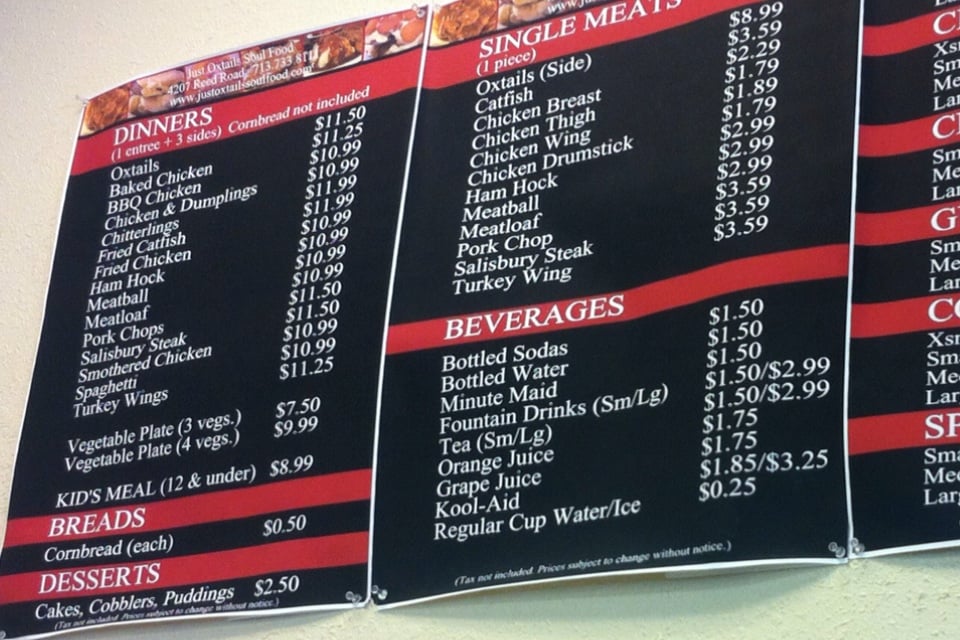 Just Oxtails Soul Food
4207 Reed Road 713.733.811
www.justoxtailssoulfood.com
DINNERS
(1 entree + 3 sides) Cornbread not included
Oxtails $11.50
Baked Chicken $11.25
BBQ Chicken $10.99
Chicken & Dumplings $10.99
Chitterlings $11.99
Fried Catfish $11.99
Fried Chicken $10.99
Ham Hock $10.99
Meatball $10.99
Meatloaf $10.99
Pork Chops $11.50
Salisbury Steak $11.50
Smothered Chicken $10.99
Spaghetti $10.99
Turkey Wings $11.25
Vegetable Plate (3 vegs.) $7.50
Vegetable Plate (4 vegs.) $9.99
KID'S MEAL (12 & under) $8.99
BREADS
Cornbread (each) $0.50
DESSERTS
Cakes, Cobblers, Puddings $2.50
(Tax not included. Prices subject to change without notice.)
SINGLE MEATS
(1 piece)
Oxtails (Side) $8.99
Catfish $3.59
Chicken Breast $2.29
Chicken Thigh $1.79
Chicken Wing $1.89
Chicken Drumstick $1.79
Ham Hock $2.99
Meatball $2.99
Meatloaf $2.99
Pork Chop $3.59
Salisbury Steak $3.59
Turkey Wing $3.59
BEVERAGES
Bottled Sodas $1.50
Bottled Water $1.50
Minute Maid $1.50
Fountain Drinks (Sm/Lg) $1.50/$2.99
Tea (Sm/Lg) $1.50/$2.99
Orange Juice $1.75
Grape Juice $1.75
Kool-Aid $1.85/$3.25
Regular Cup Water/Ice $0.25
(Tax not included. Prices subject to change without notice.)